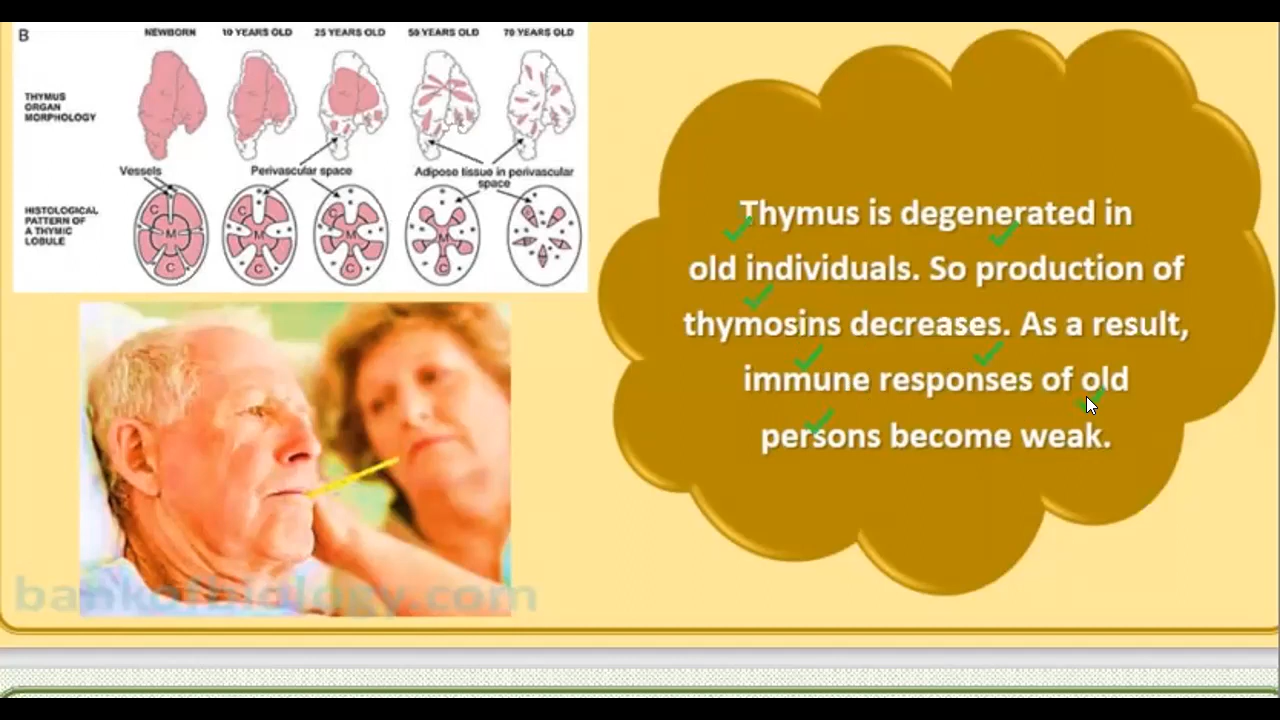 B
NEWBORN 10 YEARS OLD 25 YEARS OLD 50 YEARS OLD 70 YEARS OLD
THYMUS
ORGAN
MORPHOLOGY
Vessels
Perivascular space
Adipose tissue in perivascular
space
HISTOLOGICAL
PATTERN OF
A THYMIC
LOBULE
C M C
C M C
C M C
M C
C
Thymus is degenerated in
old individuals. So production of
thymosins decreases. As a result,
immune responses of old
persons become weak.
bankofbiology.com